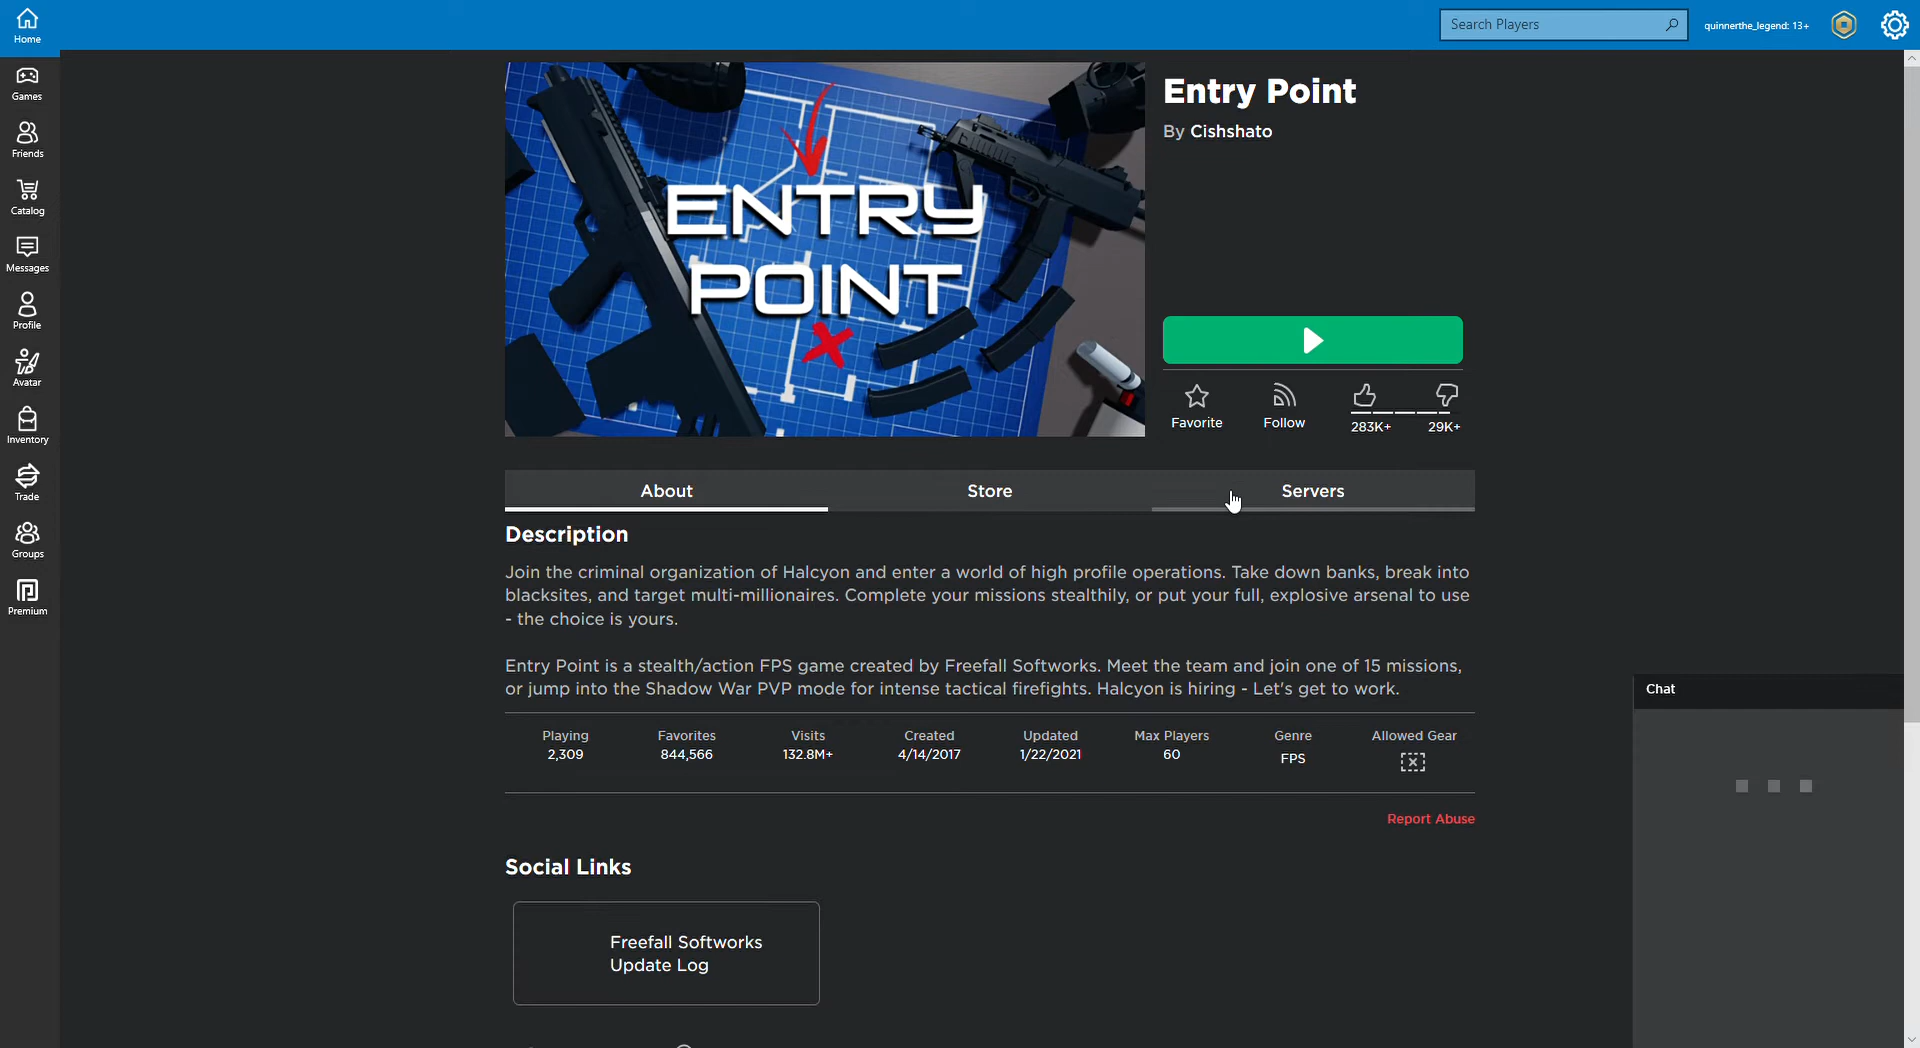 Home
Search Players
quinnerthe_legend: 13+
Games
Friends
Catalog
Messages
Profile
Avatar
Inventory
Trade
Groups
Premium
ENTRY
POINT
Entry Point
By Cishshato
Favorite
Follow
283K+
29K+
About
Store
Servers
Description
Join the criminal organization of Halcyon and enter a world of high profile operations. Take down banks, break into
blacksites, and target multi-millionaires. Complete your missions stealthily, or put your full, explosive arsenal to use
- the choice is yours.
Entry Point is a stealth/action FPS game created by Freefall Softworks. Meet the team and join one of 15 missions,
or jump into the Shadow War PVP mode for intense tactical firefights. Halcyon is hiring - Let's get to work.
Playing
2,309
Favorites
844,566
Visits
132.8M+
Created
4/14/2017
Updated
1/22/2021
Max Players
60
Genre
FPS
Allowed Gear
Report Abuse
Social Links
Freefall Softworks
Update Log
Chat